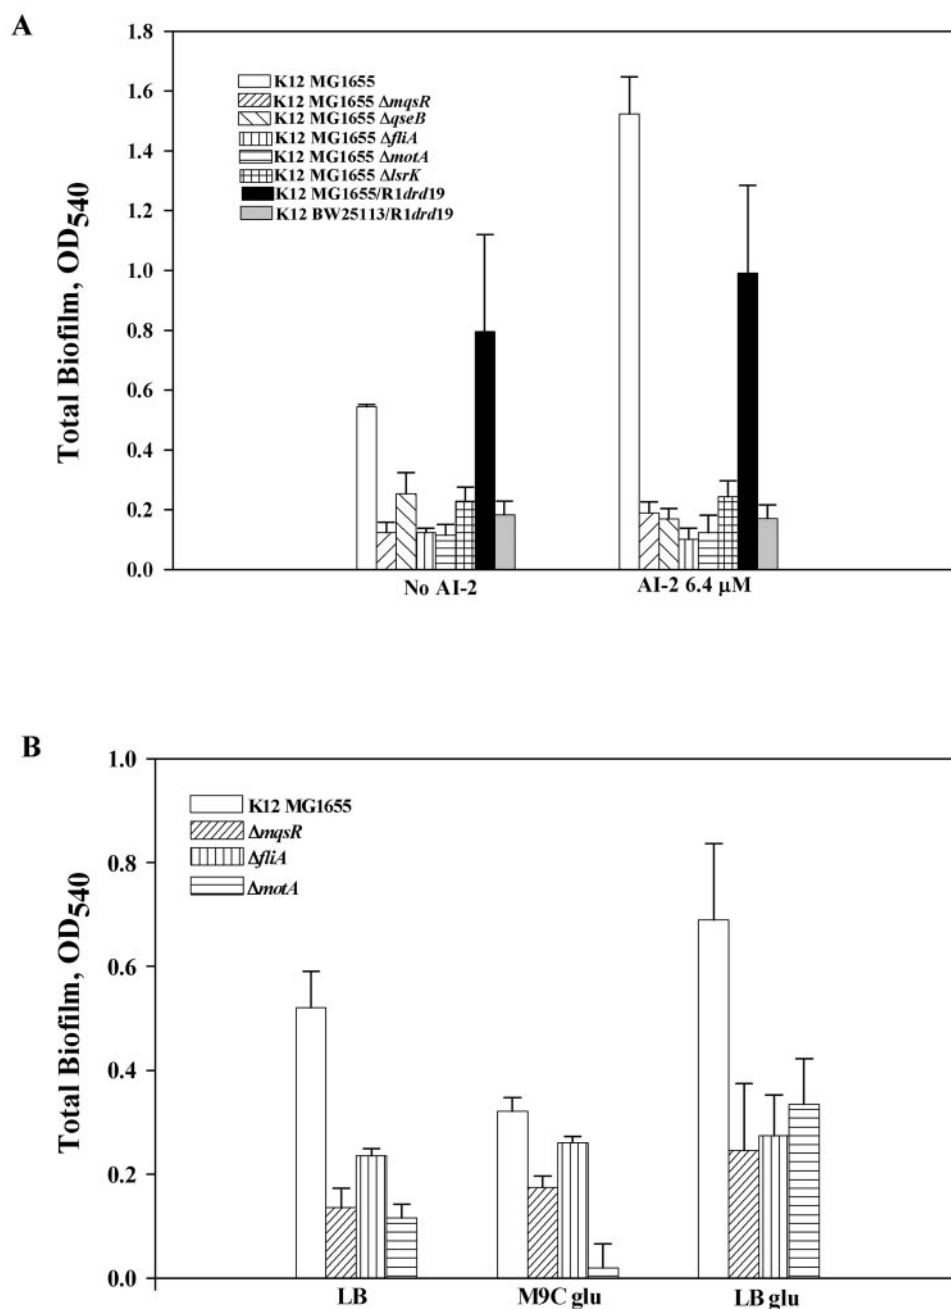 A
Total Biofilm, OD540
1.8
1.6
1.4
1.2
1.0
0.8
0.6
0.4
0.2
0.0
K12 MG1655
K12 MG1655 ΔmqsR
K12 MG1655 ΔqseB
K12 MG1655 ΔfliA
K12 MG1655 ΔmotA
K12 MG1655 ΔlsrK
K12 MG1655/R1drd19
K12 BW25113/R1drd19
No AI-2
AI-2 6.4 μM
B
Total Biofilm, OD540
1.0
0.8
0.6
0.4
0.2
0.0
K12 MG1655
ΔmqsR
ΔfliA
ΔmotA
LB
M9C glu
LB glu